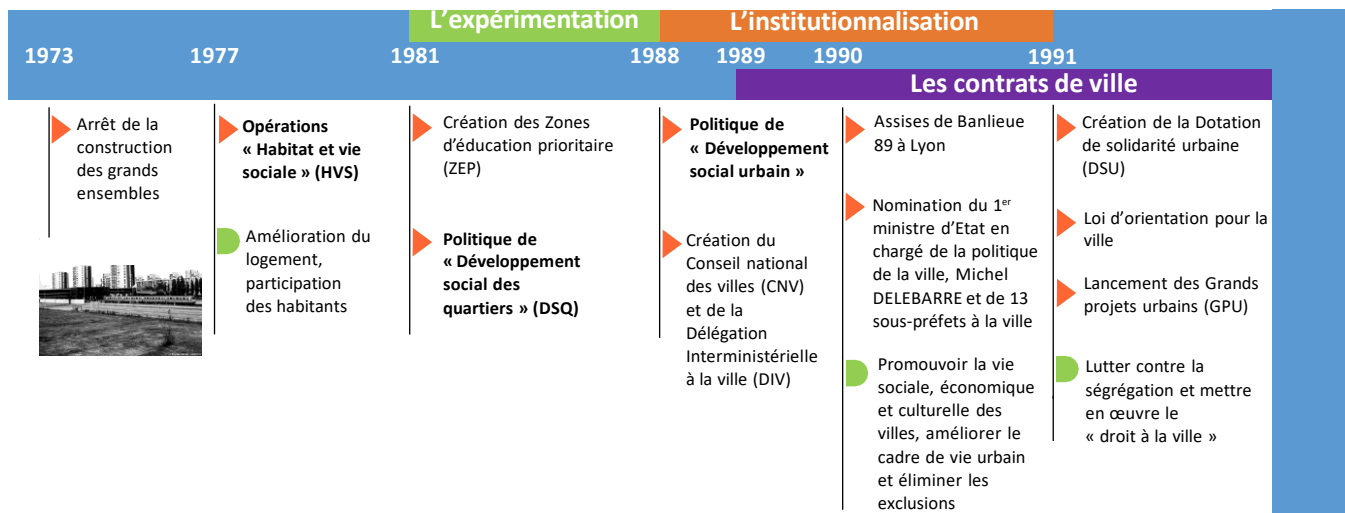 L'expérimentation
L'institutionnalisation
1973
1977
1981
1988
1989
1990
1991
Les contrats de ville
Arrêt de la
construction
des grands
ensembles
Opérations
« Habitat et vie
sociale » (HVS)
Amélioration du
logement,
participation
des habitants
Création des Zones
d'éducation prioritaire
(ZEP)
Politique de
« Développement
social des
quartiers » (DSQ)
Politique de
« Développement
social urbain »
Création du
Conseil national
des villes (CNV)
et de la
Délégation
Interministérielle
à la ville (DIV)
Assises de Banlieue
89 à Lyon
Nomination du 1er
ministre d'Etat en
chargé de la politique
de la ville, Michel
DELEBARRE et de 13
sous-préfets à la ville
Promouvoir la vie
sociale, économique
et culturelle des
villes, améliorer le
cadre de vie urbain
et éliminer les
exclusions
Création de la Dotation
de solidarité urbaine
(DSU)
Loi d'orientation pour la
ville
Lancement des Grands
projets urbains (GPU)
Lutter contre la
ségrégation et mettre
en œuvre le
« droit à la ville »